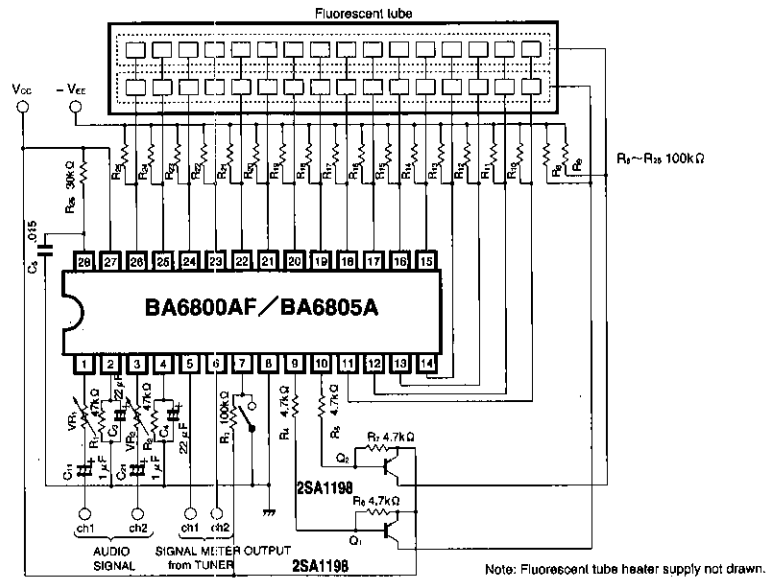 Fluorescent tube
Vcc
– VEE
R26 30kΩ
R25
R24
R23
R22
R21
R20
R19
R18
R17
R16
R15
R14
R13
R12
R11
R10
R8
R9
R8～R25 100kΩ
C5 .015
28 27 26 25 24 23 22 21 20 19 18 17 16 15
BA6800AF／BA6805A
1 2 3 4 5 6 7 8 9 10 11 12 13 14
VR1
R1 47kΩ
C3 22μF
VR2
R2 47kΩ
C4 22μF
R3 100kΩ
R4 4.7kΩ
R5 4.7kΩ
C11 1μF
C21 1μF
R7 4.7kΩ
Q2
2SA1198
R6 4.7kΩ
Q1
ch1 ch2 ch1 ch2
AUDIO SIGNAL
SIGNAL METER OUTPUT
from TUNER
2SA1198
Note: Fluorescent tube heater supply not drawn.